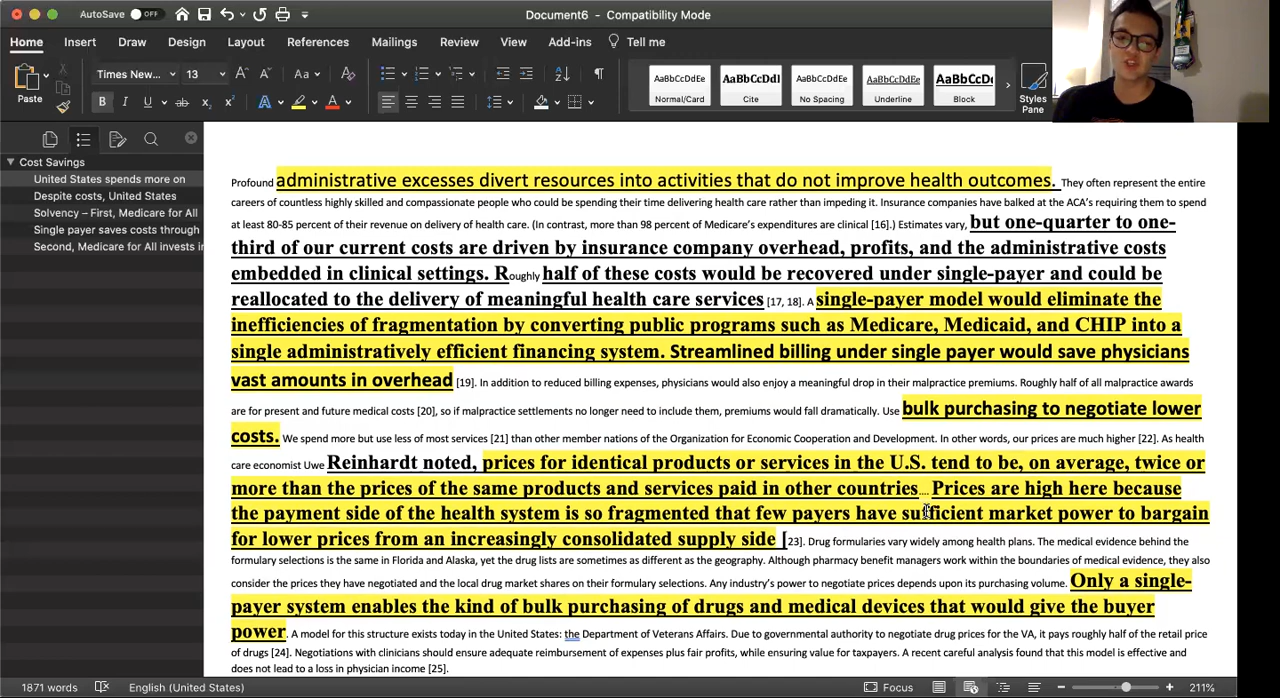 AutoSave OFF
Document6 - Compatibility Mode
Home Insert Draw Design Layout References Mailings Review View Add-ins Tell me
Paste
Times New... 13
AaBbCcDdEe AaBbCcDdI AaBbCcDdEe AaBbCcDdEe AaBbCcDc
Normal/Card Cite No Spacing Underline Block
Styles Pane
Cost Savings
United States spends more on
Despite costs, United States
Solvency – First, Medicare for All
Single payer saves costs through
Second, Medicare for All invests in
Profound administrative excesses divert resources into activities that do not improve health outcomes. They often represent the entire
careers of countless highly skilled and compassionate people who could be spending their time delivering health care rather than impeding it. Insurance companies have balked at the ACA's requiring them to spend
at least 80-85 percent of their revenue on delivery of health care. (In contrast, more than 98 percent of Medicare's expenditures are clinical [16].) Estimates vary, but one-quarter to one-
third of our current costs are driven by insurance company overhead, profits, and the administrative costs
embedded in clinical settings. Roughly half of these costs would be recovered under single-payer and could be
reallocated to the delivery of meaningful health care services [17, 18]. A single-payer model would eliminate the
inefficiencies of fragmentation by converting public programs such as Medicare, Medicaid, and CHIP into a
single administratively efficient financing system. Streamlined billing under single payer would save physicians
vast amounts in overhead [19]. In addition to reduced billing expenses, physicians would also enjoy a meaningful drop in their malpractice premiums. Roughly half of all malpractice awards
are for present and future medical costs [20], so if malpractice settlements no longer need to include them, premiums would fall dramatically. Use bulk purchasing to negotiate lower
costs. We spend more but use less of most services [21] than other member nations of the Organization for Economic Cooperation and Development. In other words, our prices are much higher [22]. As health
care economist Uwe Reinhardt noted, prices for identical products or services in the U.S. tend to be, on average, twice or
more than the prices of the same products and services paid in other countries.... Prices are high here because
the payment side of the health system is so fragmented that few payers have sufficient market power to bargain
for lower prices from an increasingly consolidated supply side [23]. Drug formularies vary widely among health plans. The medical evidence behind the
formulary selections is the same in Florida and Alaska, yet the drug lists are sometimes as different as the geography. Although pharmacy benefit managers work within the boundaries of medical evidence, they also
consider the prices they have negotiated and the local drug market shares on their formulary selections. Any industry's power to negotiate prices depends upon its purchasing volume. Only a single-
payer system enables the kind of bulk purchasing of drugs and medical devices that would give the buyer
power. A model for this structure exists today in the United States: the Department of Veterans Affairs. Due to governmental authority to negotiate drug prices for the VA, it pays roughly half of the retail price
of drugs [24]. Negotiations with clinicians should ensure adequate reimbursement of expenses plus fair profits, while ensuring value for taxpayers. A recent careful analysis found that this model is effective and
does not lead to a loss in physician income [25].
1871 words English (United States) Focus 211%